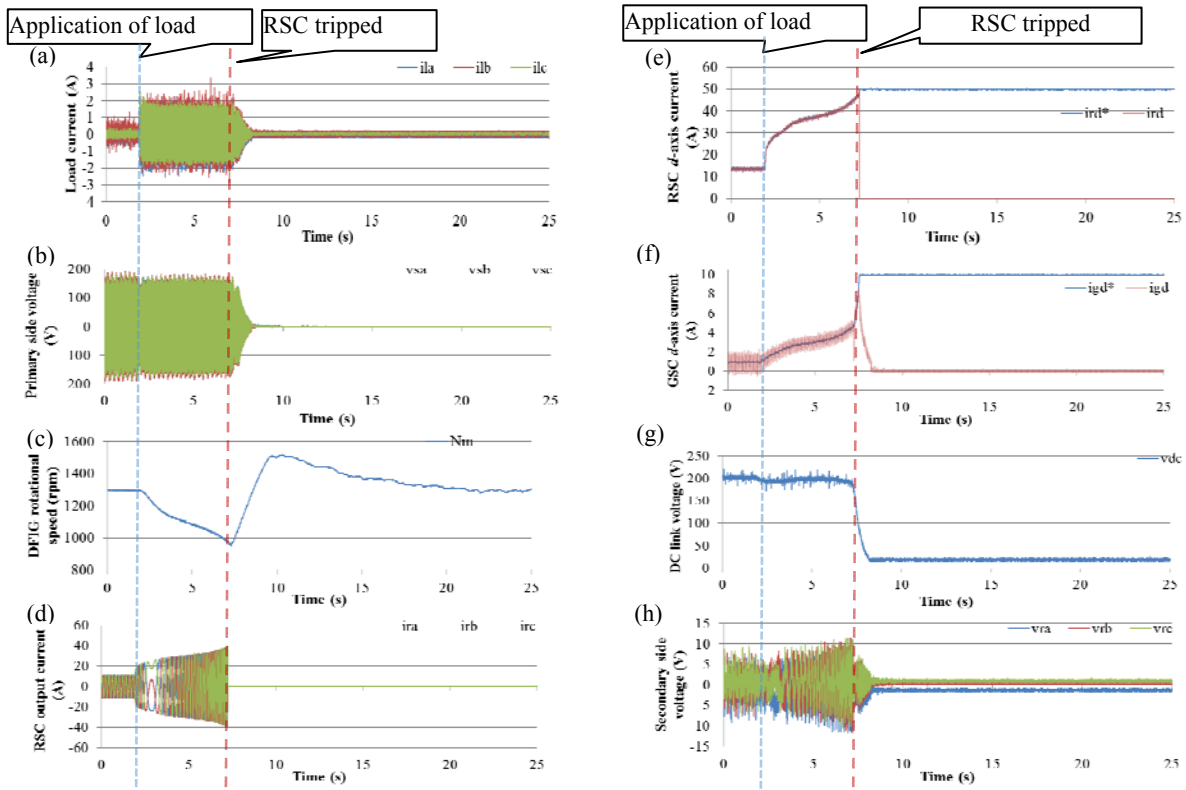 Application of load
RSC tripped
(a)
ila
ilb
ilc
Load current (A)
4
3
2
1
0
-1
-2
-3
4
0
5
10
15
20
25
Time (s)
(b)
vsa
vsb
vsc
Primary side voltage
(V)
200
100
0
100
200
0
5
10
15
20
25
Time (s)
(c)
Nm
DFIG rotational
speed (rpm)
1600
1400
1200
1000
800
0
5
10
15
20
25
Time (s)
(d)
ira
irb
irc
RSC output current
(A)
60
40
20
0
-20
-40
-60
0
5
10
15
20
25
Time (s)
Application of load
RSC tripped
(e)
ird*
ird
RSC d-axis current
(A)
60
50
40
30
20
10
0
0
5
10
15
20
25
Time (s)
(f)
igd*
igd
GSC d-axis current
(A)
10
8
6
4
2
0
2
0
5
10
15
20
25
Time (s)
(g)
vdc
DC link voltage (V)
250
200
150
100
50
0
0
5
10
15
20
25
Time (s)
(h)
vra
vrb
vrc
Secondary side
voltage (V)
15
10
5
0
5
10
-15
0
5
10
15
20
25
Time (s)